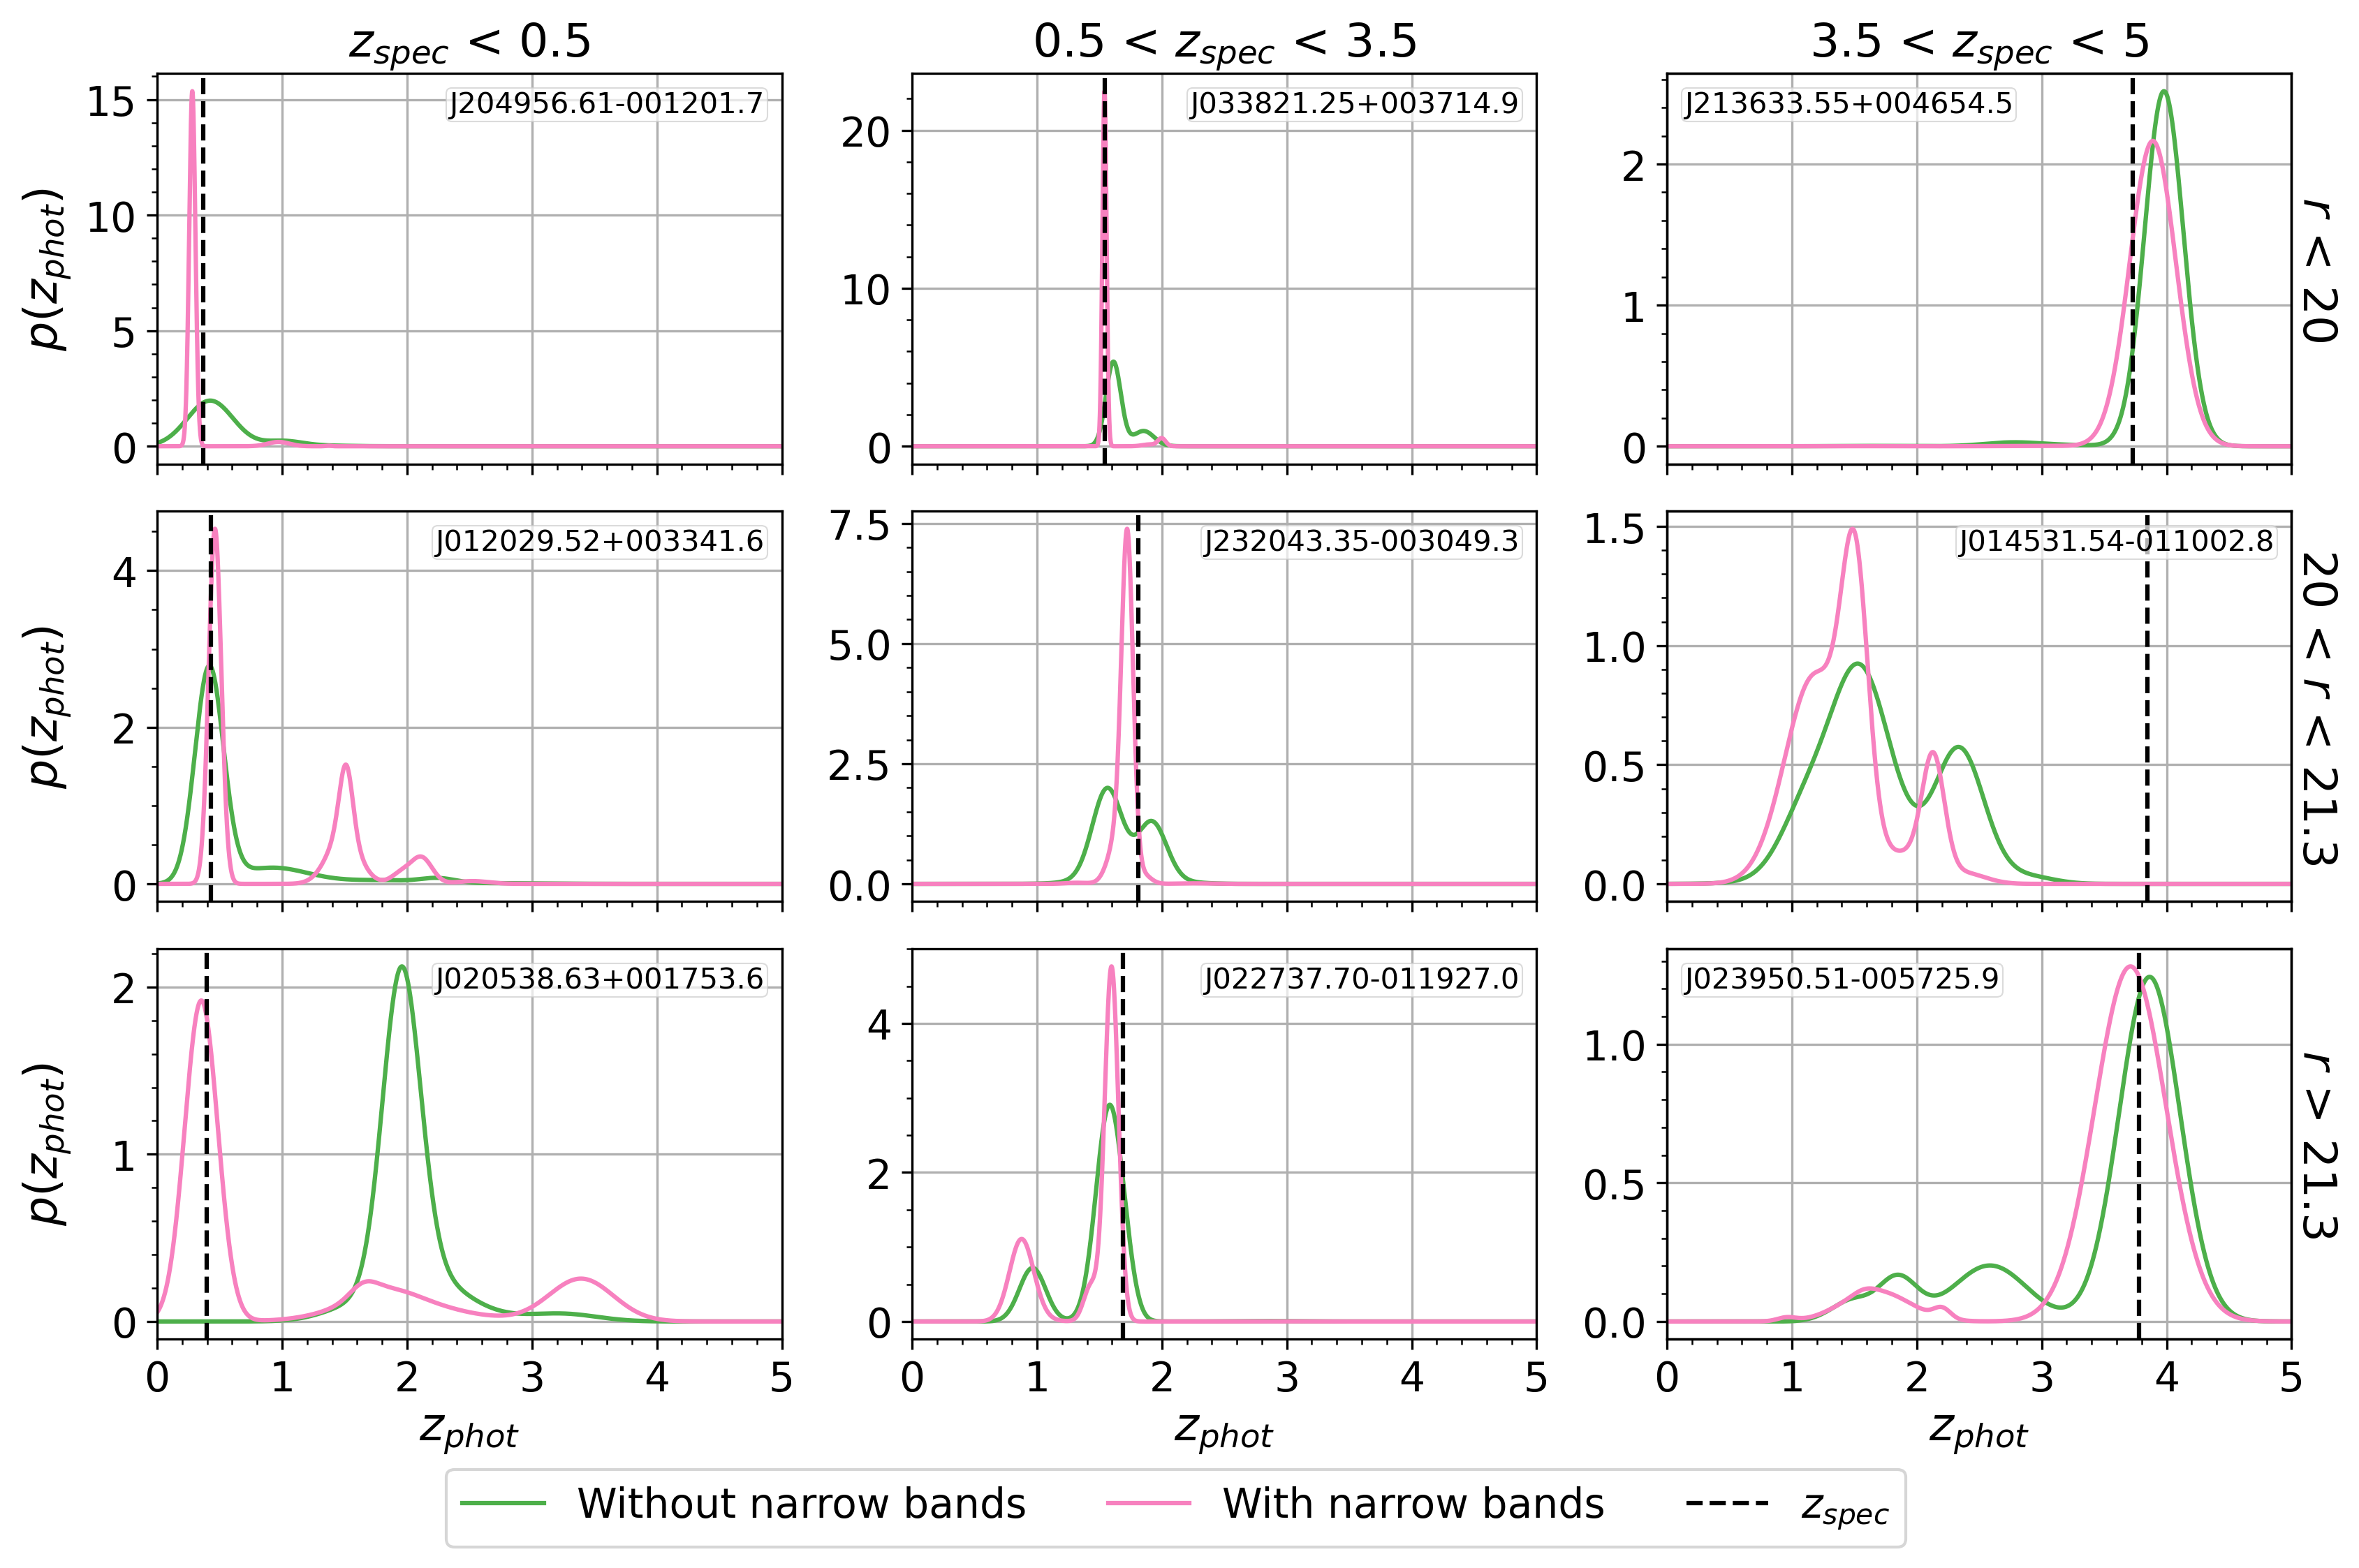 z_spec < 0.5
0.5 < z_spec < 3.5
3.5 < z_spec < 5
p(z_phot)
15
10
5
0
J204956.61-001201.7
20
10
0
J033821.25+003714.9
2
1
0
J213633.55+004654.5
r < 20
p(z_phot)
4
2
0
J012029.52+003341.6
7.5
5.0
2.5
0.0
J232043.35-003049.3
1.5
1.0
0.5
0.0
J014531.54-011002.8
20 < r < 21.3
p(z_phot)
2
1
0
J020538.63+001753.6
4
2
0
J022737.70-011927.0
1.0
0.5
0.0
J023950.51-005725.9
r > 21.3
0 1 2 3 4 5
0 1 2 3 4 5
0 1 2 3 4 5
z_phot
z_phot
z_phot
Without narrow bands
With narrow bands
z_spec